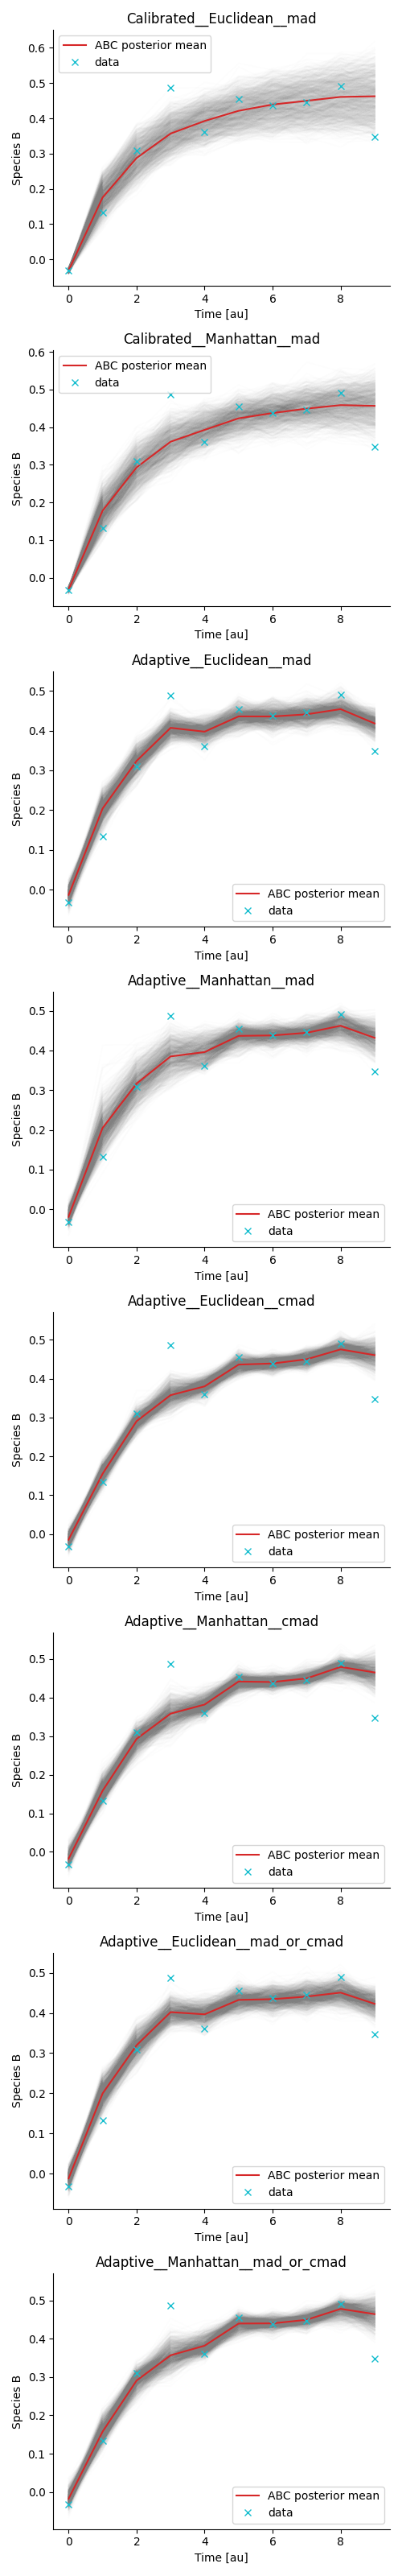 Calibrated__Euclidean__mad
0.6
0.5
0.4
0.3
0.2
0.1
0.0
Species B
ABC posterior mean
data
0 2 4 6 8
Time [au]
Calibrated__Manhattan__mad
0.6
0.5
0.4
0.3
0.2
0.1
0.0
Species B
ABC posterior mean
data
0 2 4 6 8
Time [au]
Adaptive__Euclidean__mad
0.5
0.4
0.3
0.2
0.1
0.0
Species B
ABC posterior mean
data
0 2 4 6 8
Time [au]
Adaptive__Manhattan__mad
0.5
0.4
0.3
0.2
0.1
0.0
Species B
ABC posterior mean
data
0 2 4 6 8
Time [au]
Adaptive__Euclidean__cmad
0.5
0.4
0.3
0.2
0.1
0.0
Species B
ABC posterior mean
data
0 2 4 6 8
Time [au]
Adaptive__Manhattan__cmad
0.5
0.4
0.3
0.2
0.1
0.0
Species B
ABC posterior mean
data
0 2 4 6 8
Time [au]
Adaptive__Euclidean__mad_or_cmad
0.5
0.4
0.3
0.2
0.1
0.0
Species B
ABC posterior mean
data
0 2 4 6 8
Time [au]
Adaptive__Manhattan__mad_or_cmad
0.5
0.4
0.3
0.2
0.1
0.0
Species B
ABC posterior mean
data
0 2 4 6 8
Time [au]